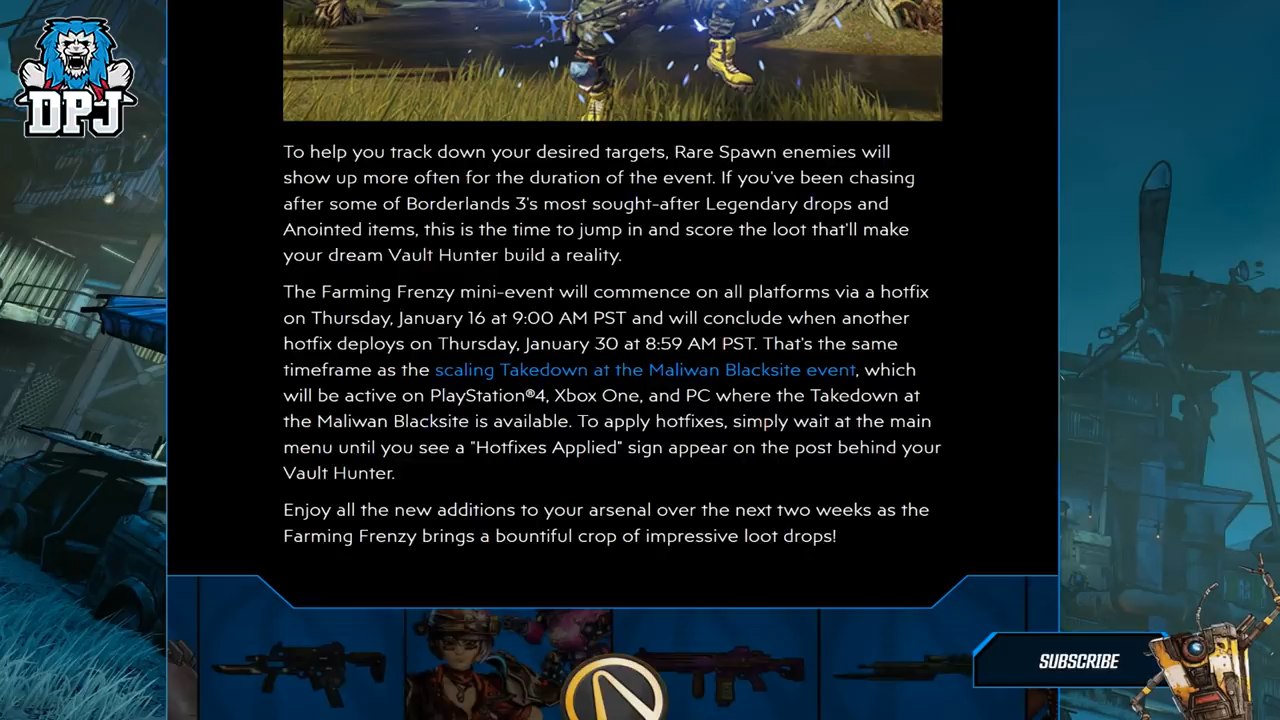 DPJ
To help you track down your desired targets, Rare Spawn enemies will
show up more often for the duration of the event. If you've been chasing
after some of Borderlands 3's most sought-after Legendary drops and
Anointed items, this is the time to jump in and score the loot that'll make
your dream Vault Hunter build a reality.
The Farming Frenzy mini-event will commence on all platforms via a hotfix
on Thursday, January 16 at 9:00 AM PST and will conclude when another
hotfix deploys on Thursday, January 30 at 8:59 AM PST. That's the same
timeframe as the scaling Takedown at the Maliwan Blacksite event, which
will be active on PlayStation®4, Xbox One, and PC where the Takedown at
the Maliwan Blacksite is available. To apply hotfixes, simply wait at the main
menu until you see a "Hotfixes Applied" sign appear on the post behind your
Vault Hunter.
Enjoy all the new additions to your arsenal over the next two weeks as the
Farming Frenzy brings a bountiful crop of impressive loot drops!
SUBSCRIBE